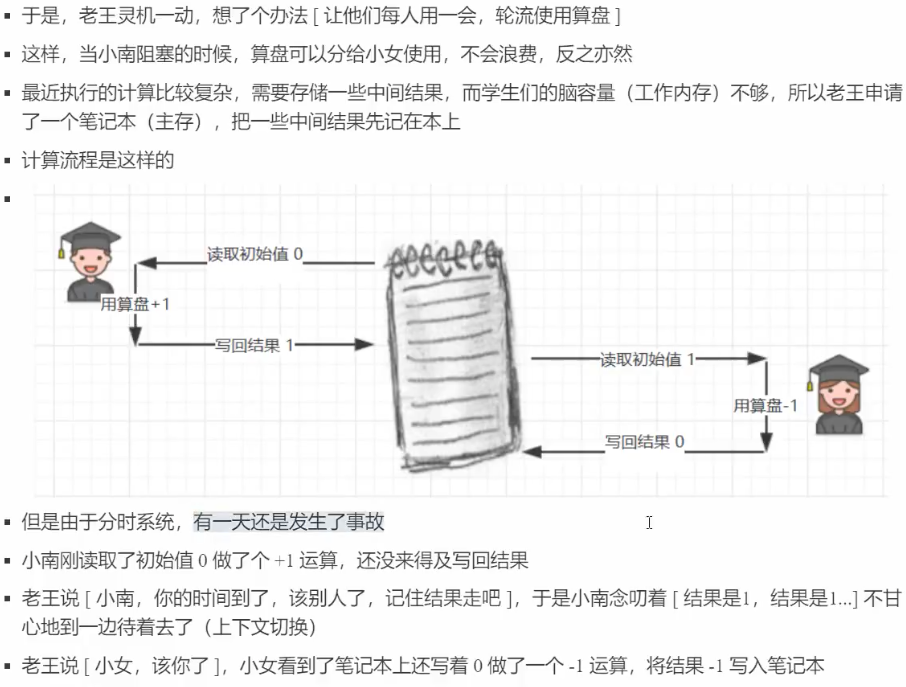 于是，老王灵机一动，想了个办法 [ 让他们每人用一会，轮流使用算盘 ]
这样，当小南阻塞的时候，算盘可以分给小女使用，不会浪费，反之亦然
最近执行的计算比较复杂，需要存储一些中间结果，而学生们的脑容量（工作内存）不够，所以老王申请
了一个笔记本（主存），把一些中间结果先记在本上
计算流程是这样的
读取初始值 0
用算盘+1
写回结果 1
读取初始值 1
用算盘-1
写回结果 0
但是由于分时系统，有一天还是发生了事故
小南刚读取了初始值 0 做了个 +1 运算，还没来得及写回结果
老王说 [ 小南，你的时间到了，该别人了，记住结果走吧 ]，于是小南念叨着 [ 结果是1，结果是1...] 不甘
心地到一边待着去了（上下文切换）
老王说 [ 小女，该你了 ]，小女看到了笔记本上还写着 0 做了一个 -1 运算，将结果 -1 写入笔记本